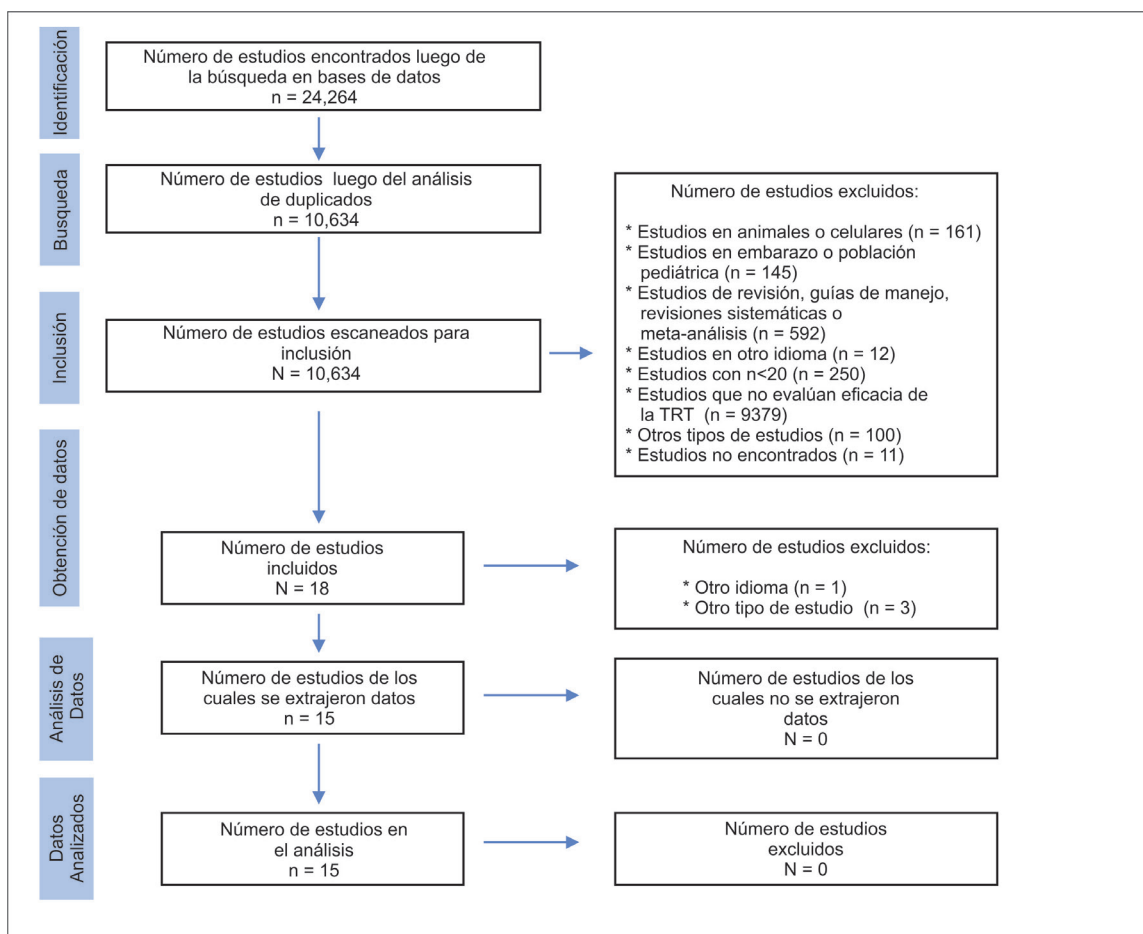 Identificación
Número de estudios encontrados luego de
la búsqueda en bases de datos
n = 24,264
Busqueda
Número de estudios luego del análisis
de duplicados
n = 10,634
Inclusión
Número de estudios escaneados para
inclusión
N = 10,634
Número de estudios excluidos:
* Estudios en animales o celulares (n = 161)
* Estudios en embarazo o población
pediátrica (n = 145)
* Estudios de revisión, guías de manejo,
revisiones sistemáticas o
meta-análisis (n = 592)
* Estudios en otro idioma (n = 12)
* Estudios con n<20 (n = 250)
* Estudios que no evalúan eficacia de
la TRT (n = 9379)
* Otros tipos de estudios (n = 100)
* Estudios no encontrados (n = 11)
Obtención de datos
Número de estudios
incluidos
N = 18
Número de estudios excluidos:
* Otro idioma (n = 1)
* Otro tipo de estudio (n = 3)
Análisis de
Datos
Número de estudios de los
cuales se extrajeron datos
n = 15
Número de estudios de los
cuales no se extrajeron
datos
N = 0
Datos
Analizados
Número de estudios en
el análisis
n = 15
Número de estudios
excluidos
N = 0